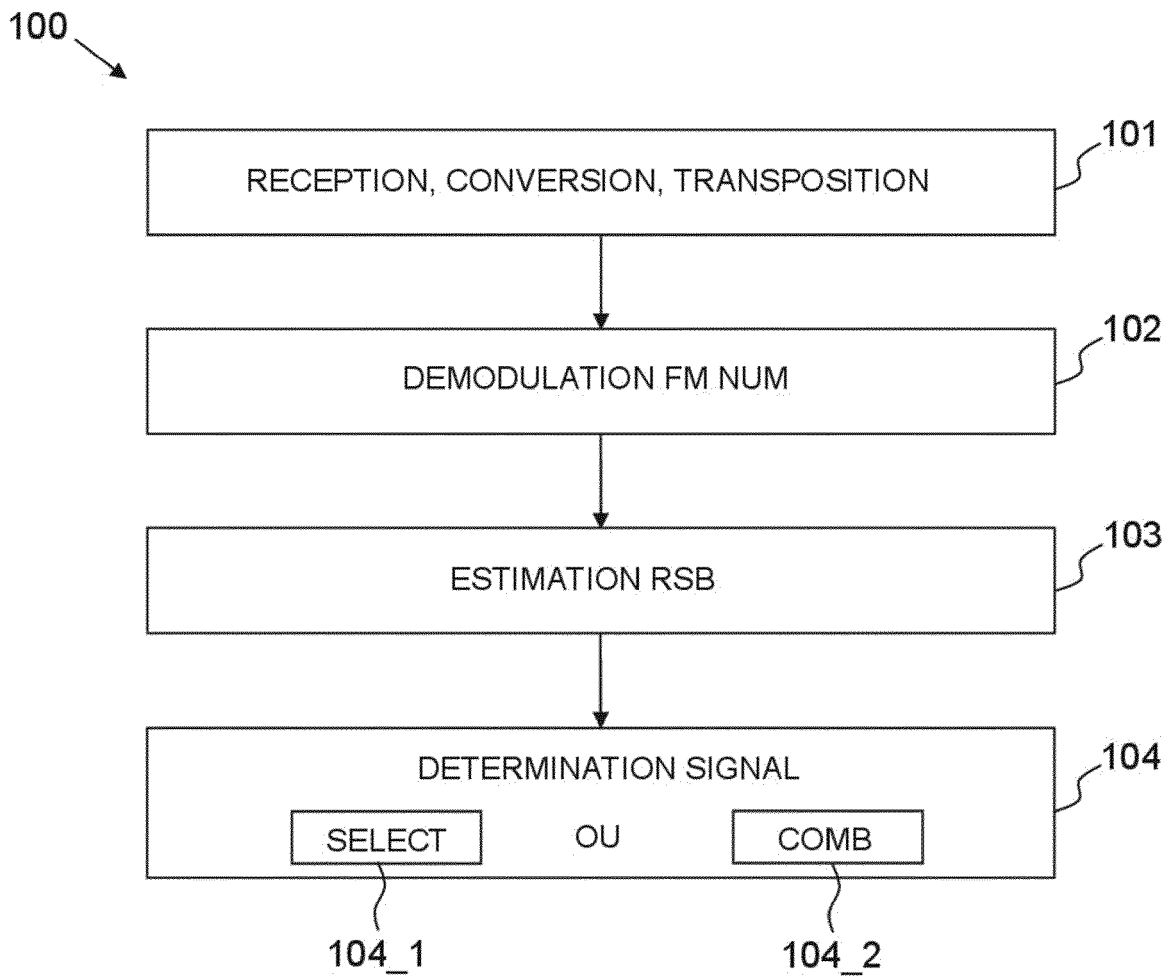 100
101
RECEPTION, CONVERSION, TRANSPOSITION
102
DEMODULATION FM NUM
103
ESTIMATION RSB
104
DETERMINATION SIGNAL
SELECT OU COMB
104_1 104_2